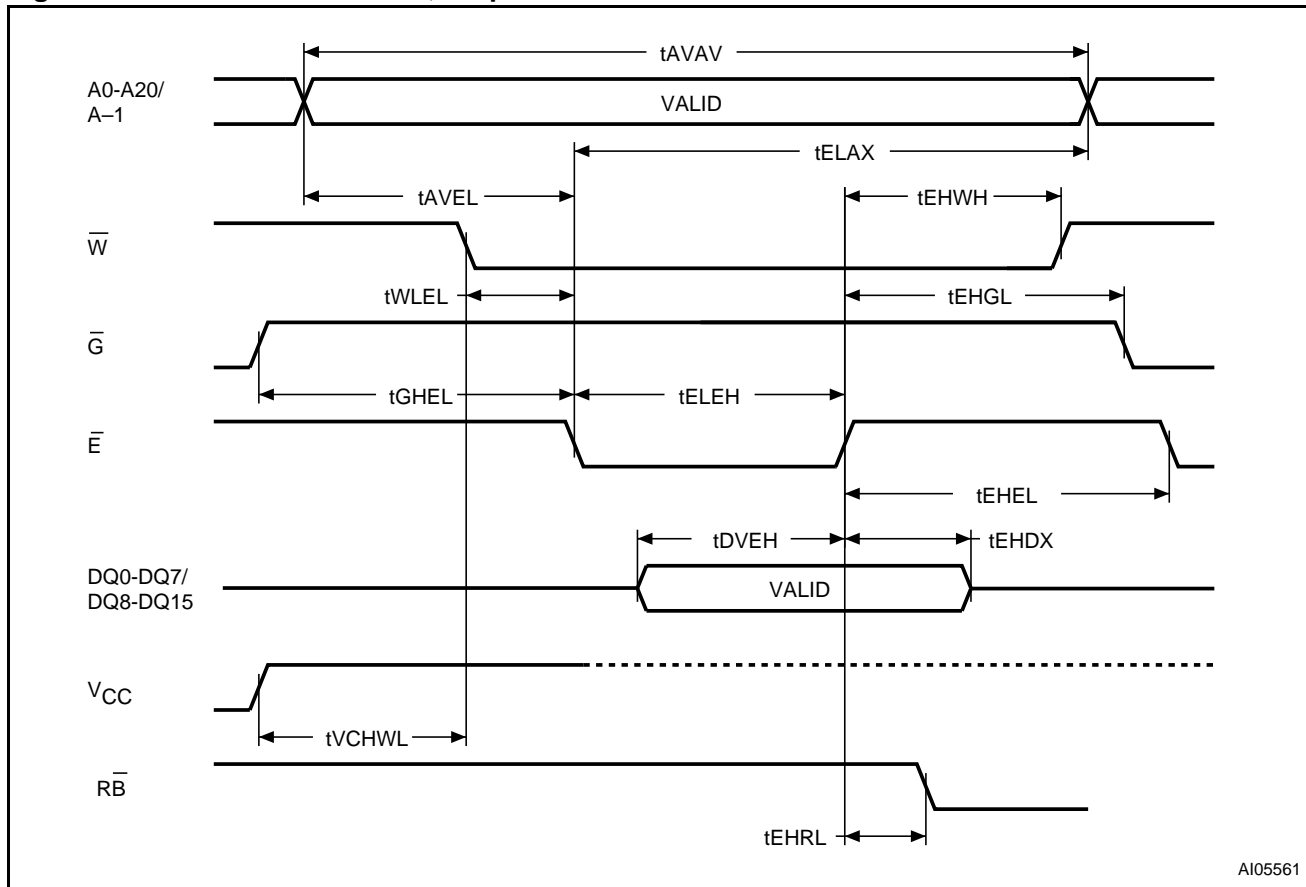 tAVAV
A0-A20/
A–1
VALID
tELAX
tAVEL
tEHWH
W̅
tWLEL
tEHGL
G̅
tGHEL
tELEH
E̅
tEHEL
tDVEH
tEHDX
DQ0-DQ7/
DQ8-DQ15
VALID
VCC
tVCHWL
RB̅
tEHRL
AI05561